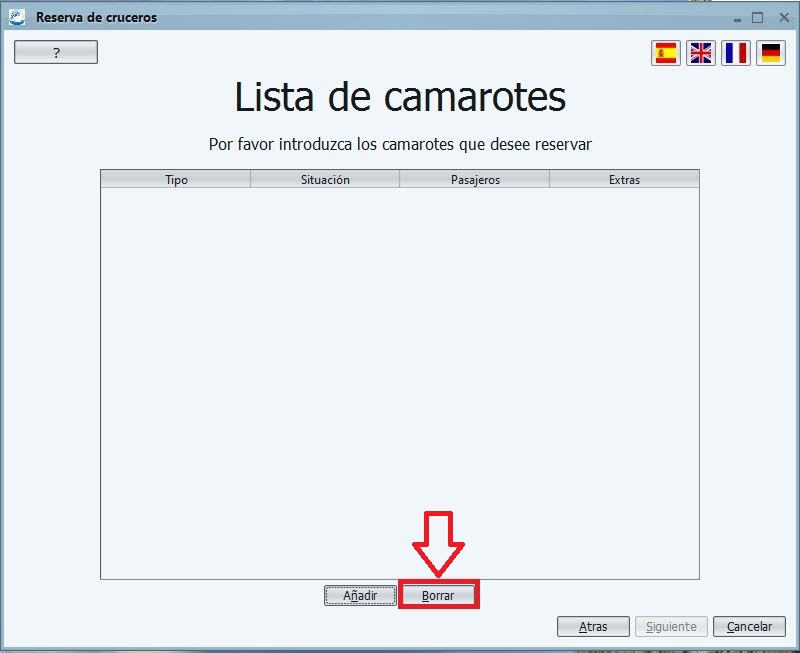 Reserva de cruceros
?
Lista de camarotes
Por favor introduzca los camarotes que desee reservar
Tipo Situación Pasajeros Extras
Añadir Borrar
Atras Siguiente Cancelar